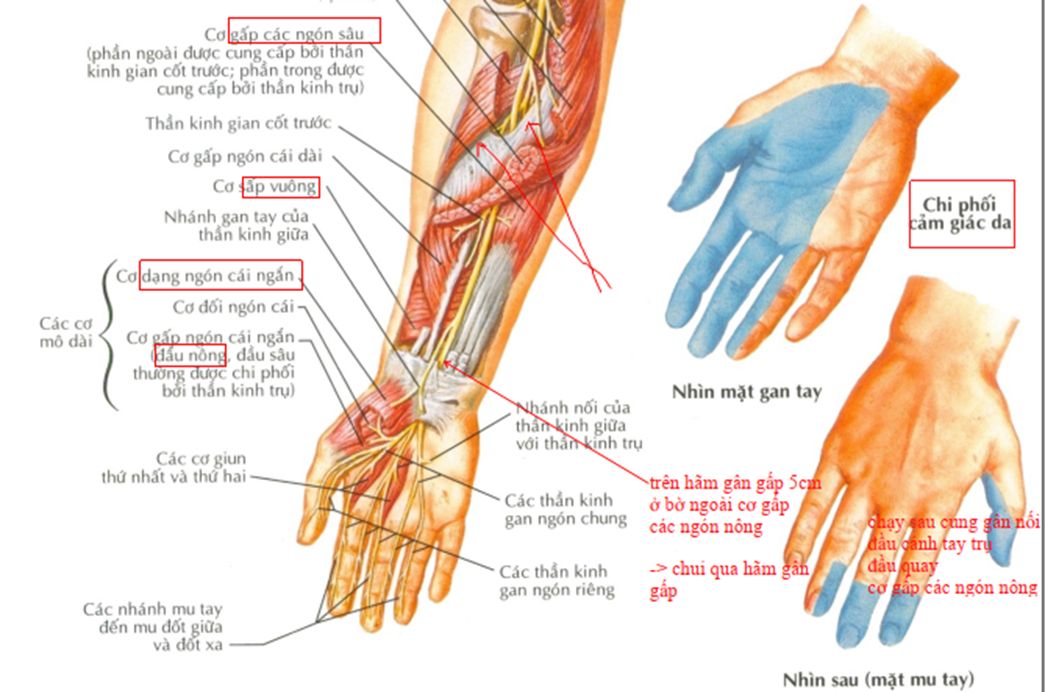 Cơ gấp các ngón sâu
(phần ngoài được cung cấp bởi thần
kinh gian cốt trước; phần trong được
cung cấp bởi thần kinh trụ)
Thần kinh gian cốt trước
Cơ gấp ngón cái dài
Cơ sấp vuông
Nhánh gan tay của
thần kinh giữa
Các cơ
mô dài
Cơ dạng ngón cái ngắn
Cơ đối ngón cái
Cơ gấp ngón cái ngắn
(đầu nông, đầu sâu
thường được chi phối
bởi thần kinh trụ)
Các cơ giun
thứ nhất và thứ hai
Các nhánh mu tay
đến mu đốt giữa
và đốt xa
Nhánh nối của
thần kinh giữa
với thần kinh trụ
Các thần kinh
gan ngón chung
Các thần kinh
gan ngón riêng
trên hãm gân gấp 5cm
ở bờ ngoài cơ gấp
các ngón nông
-> chui qua hãm gân
gấp
Chi phối
cảm giác da
Nhìn mặt gan tay
chạy sau cung gân nối
đầu cánh tay trụ
đầu quay
cơ gấp các ngón nông
Nhìn sau (mặt mu tay)